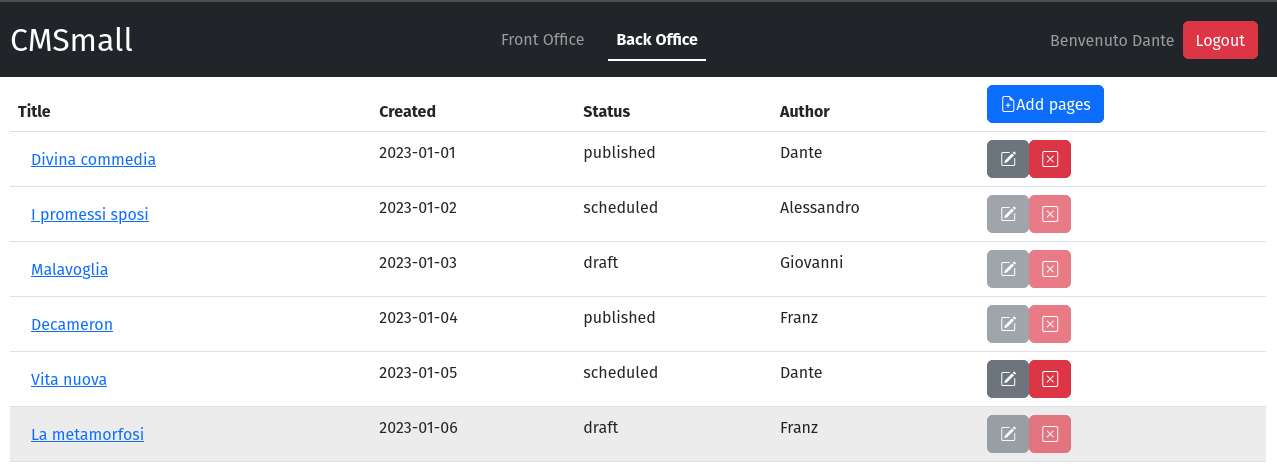 CMSmall Front Office Back Office Benvenuto Dante Logout
Title Created Status Author Add pages
Divina commedia 2023-01-01 published Dante
I promessi sposi 2023-01-02 scheduled Alessandro
Malavoglia 2023-01-03 draft Giovanni
Decameron 2023-01-04 published Franz
Vita nuova 2023-01-05 scheduled Dante
La metamorfosi 2023-01-06 draft Franz